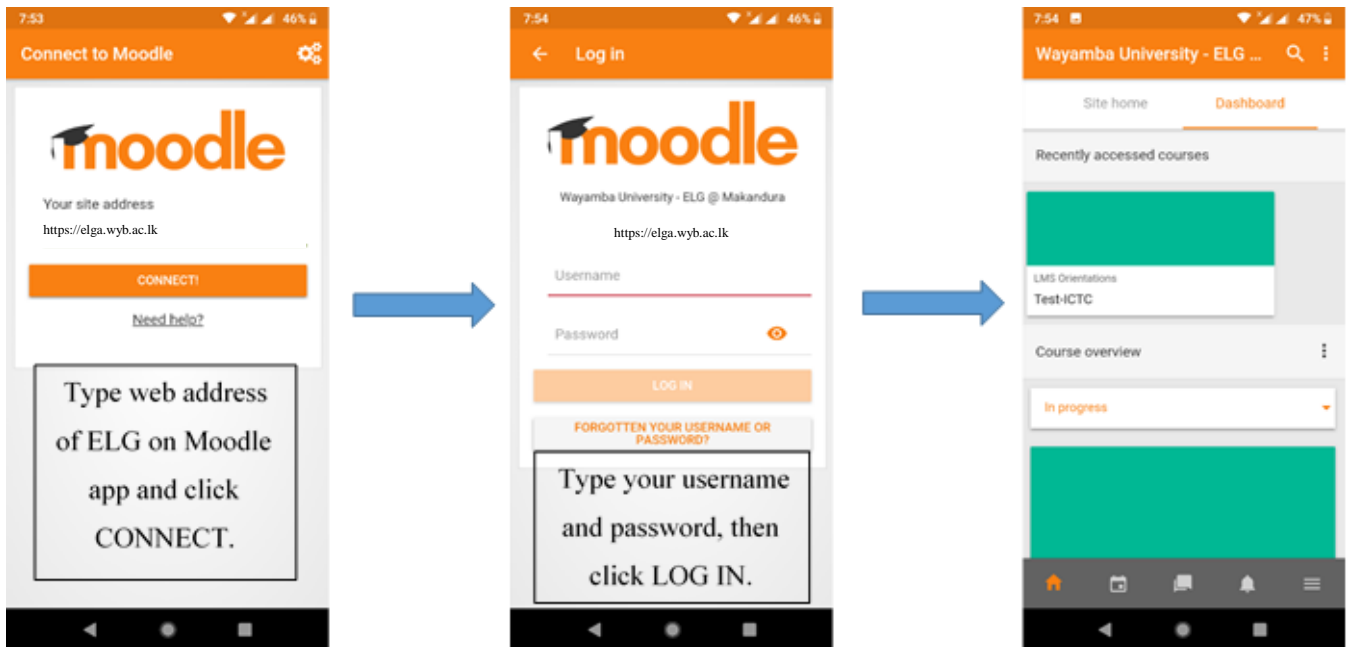 7:53
46%
Connect to Moodle
moodle
Your site address
https://elga.wyb.ac.lk
CONNECT!
Need help?
Type web address
of ELG on Moodle
app and click
CONNECT.
7:54
46%
Log in
moodle
Wayamba University - ELG @ Makandura
https://elga.wyb.ac.lk
Username
Password
LOG IN
FORGOTTEN YOUR USERNAME OR
PASSWORD?
Type your username
and password, then
click LOG IN.
7:54
47%
Wayamba University - ELG ...
Site home
Dashboard
Recently accessed courses
LMS Orientations
Test-ICTC
Course overview
In progress